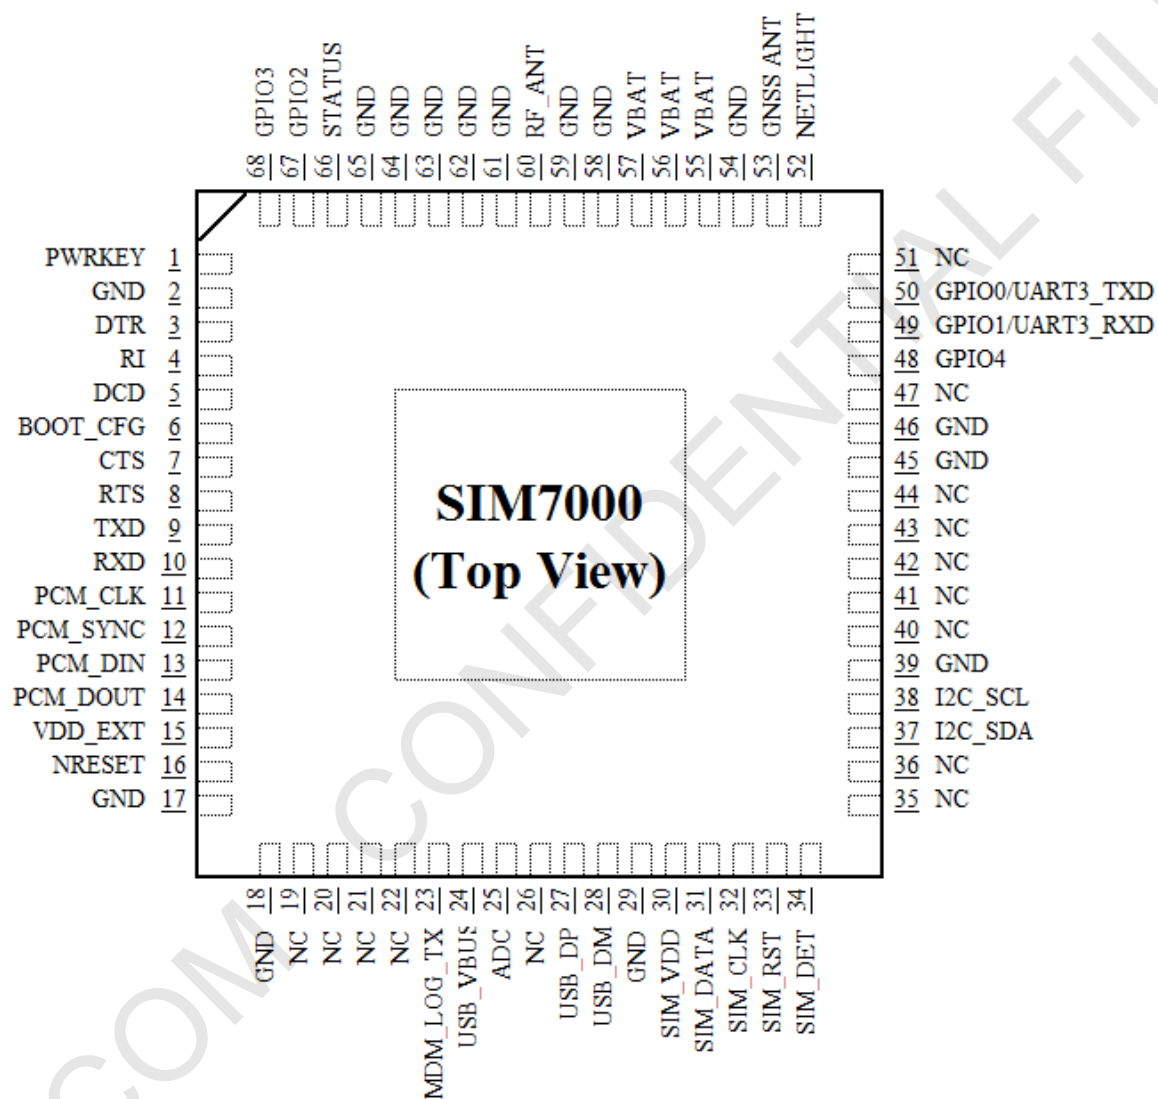 GPIO3
GPIO2
STATUS
GND
GND
GND
GND
GND
RF_ANT
GND
GND
VBAT
VBAT
VBAT
GND
GNSS ANT
NETLIGHT
68
67
66
65
64
63
62
61
60
59
58
57
56
55
54
53
52
PWRKEY 1
GND 2
DTR 3
RI 4
DCD 5
BOOT_CFG 6
CTS 7
RTS 8
TXD 9
RXD 10
PCM_CLK 11
PCM_SYNC 12
PCM_DIN 13
PCM_DOUT 14
VDD_EXT 15
NRESET 16
GND 17
SIM7000
(Top View)
51 NC
50 GPIO0/UART3_TXD
49 GPIO1/UART3_RXD
48 GPIO4
47 NC
46 GND
45 GND
44 NC
43 NC
42 NC
41 NC
40 NC
39 GND
38 I2C_SCL
37 I2C_SDA
36 NC
35 NC
18
19
20
21
22
23
24
25
26
27
28
29
30
31
32
33
34
GND
NC
NC
NC
NC
MDM_LOG_TX
USB_VBUS
ADC
NC
USB_DP
USB_DM
GND
SIM_VDD
SIM_DATA
SIM_CLK
SIM_RST
SIM_DET
COM CONFIDENTIAL FIL